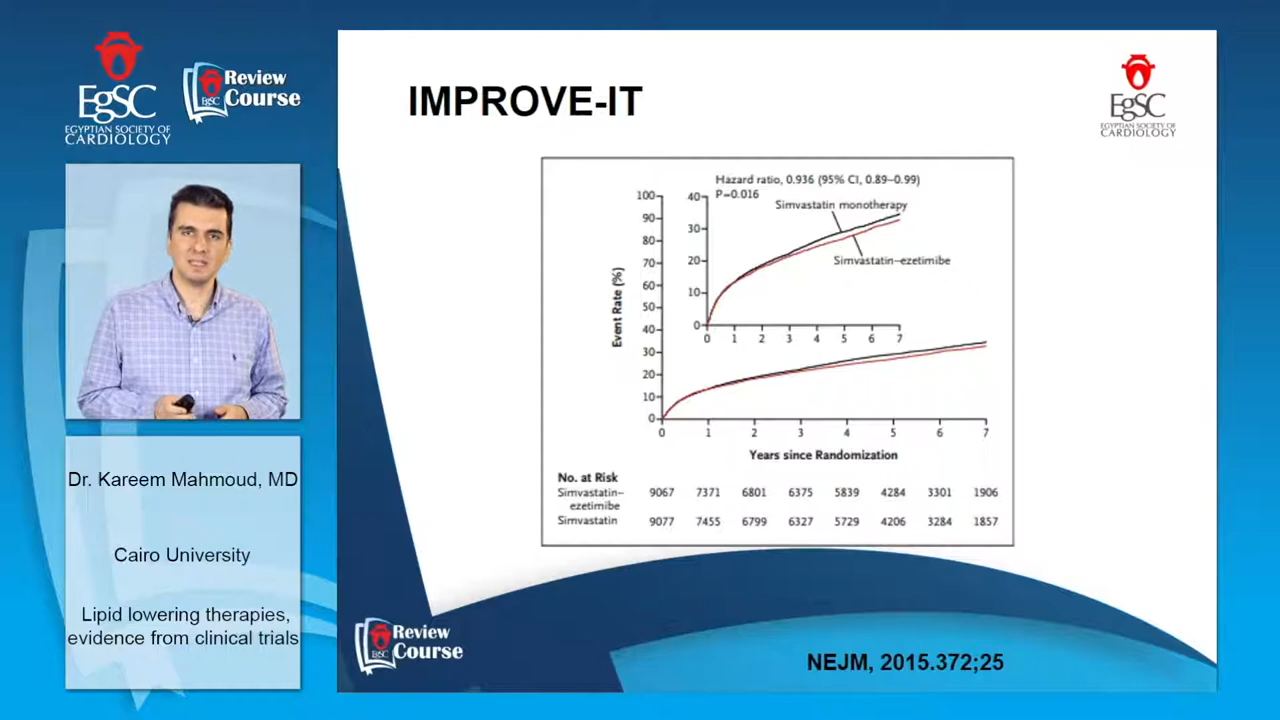 EgSC
EGYPTIAN SOCIETY OF
CARDIOLOGY
EgSC
Review
Course
Dr. Kareem Mahmoud, MD
Cairo University
Lipid lowering therapies,
evidence from clinical trials
IMPROVE-IT
EgSC
EGYPTIAN SOCIETY OF
CARDIOLOGY
Hazard ratio, 0.936 (95% CI, 0.89–0.99)
P=0.016
Simvastatin monotherapy
Simvastatin–ezetimibe
40
30
20
10
0
0 1 2 3 4 5 6 7
Event Rate (%)
100
90
80
70
60
50
40
30
20
10
0
0 1 2 3 4 5 6 7
Years since Randomization
No. at Risk
Simvastatin– 9067 7371 6801 6375 5839 4284 3301 1906
ezetimibe
Simvastatin 9077 7455 6799 6327 5729 4206 3284 1857
EgSC
Review
Course
NEJM, 2015.372;25